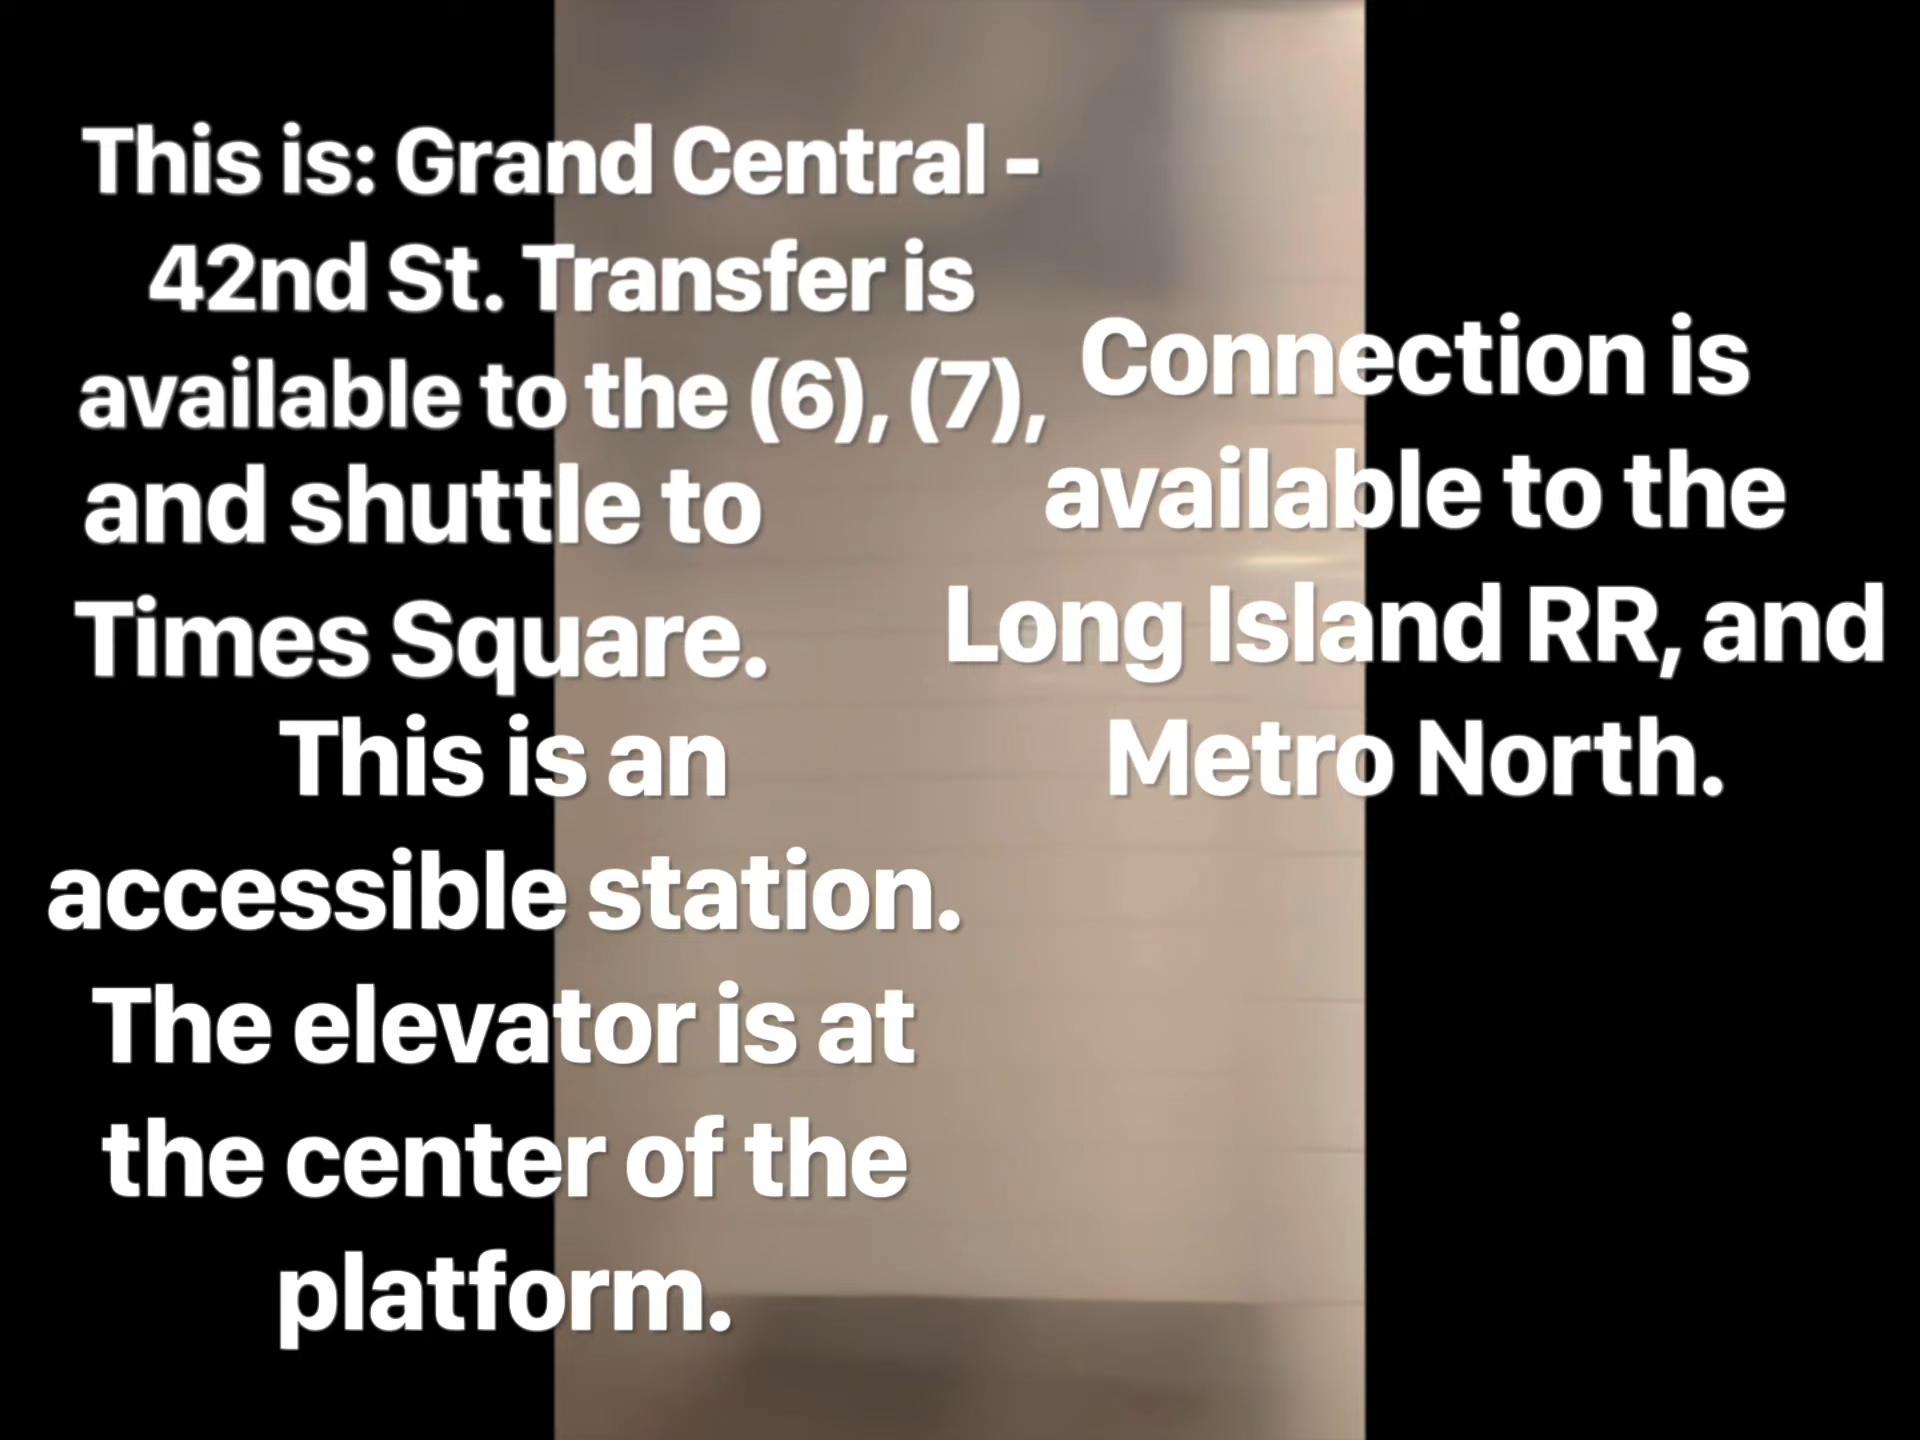 This is: Grand Central -
42nd St. Transfer is
available to the (6), (7),
and shuttle to
Times Square.
This is an
accessible station.
The elevator is at
the center of the
platform.
Connection is
available to the
Long Island RR, and
Metro North.